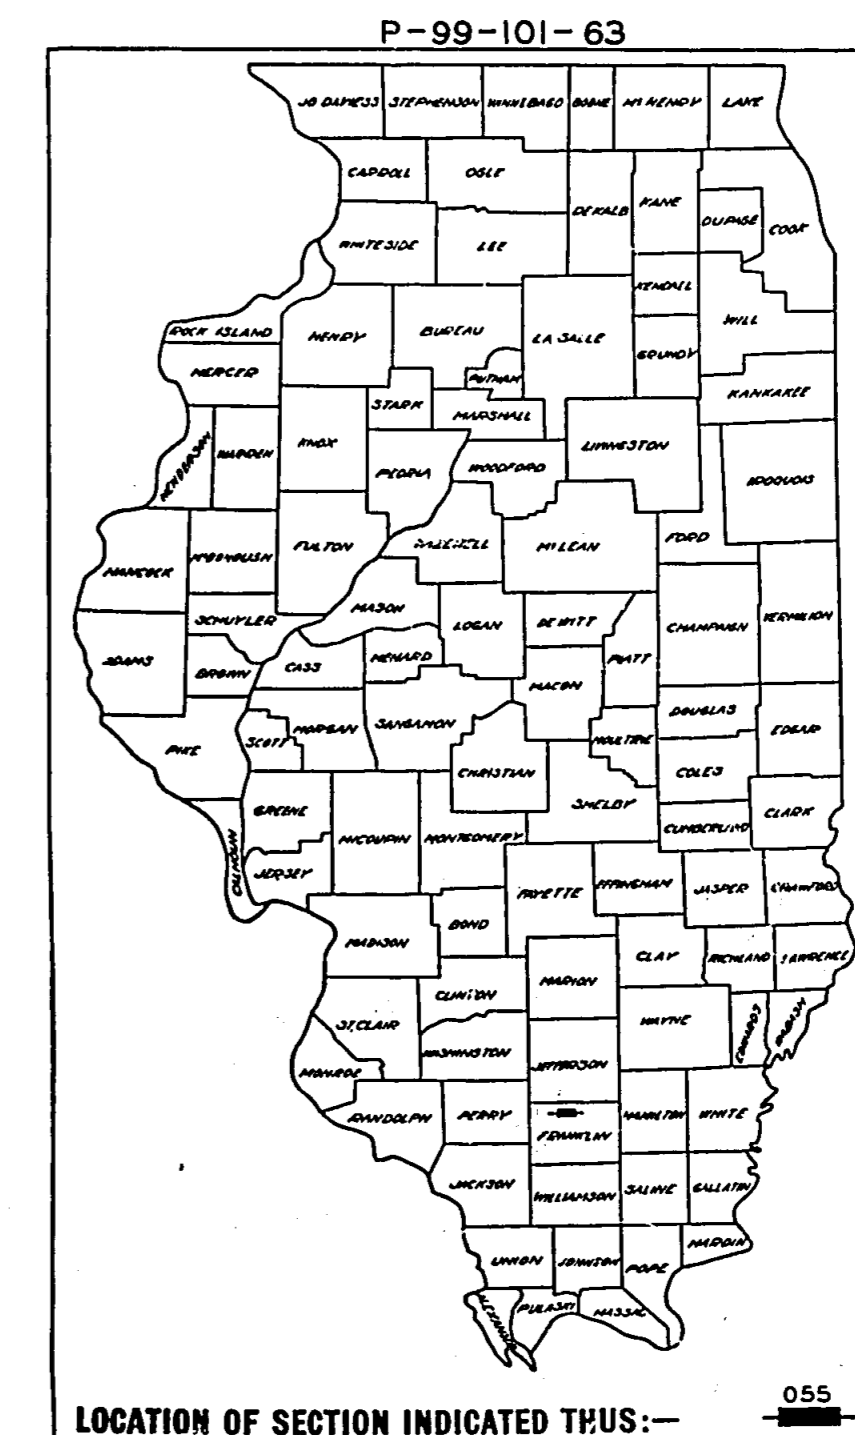 P-99-101-63
JO DAVIESS STEPHENSON WINNEBAGO BOONE McHENRY LAKE
CARROLL OGLE
DEKALB KANE DUPAGE COOK
WHITESIDE LEE
KENDALL
ROCK ISLAND HENRY BUREAU LA SALLE WILL
GRUNDY
MERCER PUTNAM
KANKAKEE
STARK MARSHALL
HENDERSON WARREN KNOX PEORIA WOODFORD LIVINGSTON
IROQUOIS
HANCOCK McDONOUGH FULTON TAZEWELL McLEAN FORD
MASON
SCHUYLER LOGAN DEWITT CHAMPAIGN VERMILION
ADAMS BROWN CASS MENARD PIATT
MACON
PIKE SCOTT MORGAN SANGAMON DOUGLAS EDGAR
MOULTRIE
CHRISTIAN COLES
GREENE SHELBY CLARK
CALHOUN MACOUPIN MONTGOMERY CUMBERLAND
JERSEY
FAYETTE EFFINGHAM JASPER CRAWFORD
MADISON BOND
CLAY RICHLAND LAWRENCE
CLINTON MARION
ST. CLAIR WAYNE EDWARDS WABASH
WASHINGTON JEFFERSON
MONROE
RANDOLPH PERRY FRANKLIN HAMILTON WHITE
JACKSON WILLIAMSON SALINE GALLATIN
UNION JOHNSON POPE HARDIN
ALEXANDER PULASKI MASSAC
055
LOCATION OF SECTION INDICATED THUS:—